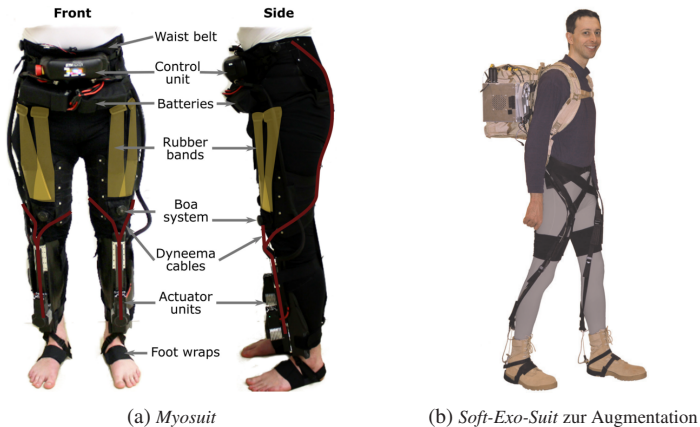 Front
Side
Waist belt
Control
unit
Batteries
Rubber
bands
Boa
system
Dyneema
cables
Actuator
units
Foot wraps
(a) Myosuit
(b) Soft-Exo-Suit zur Augmentation